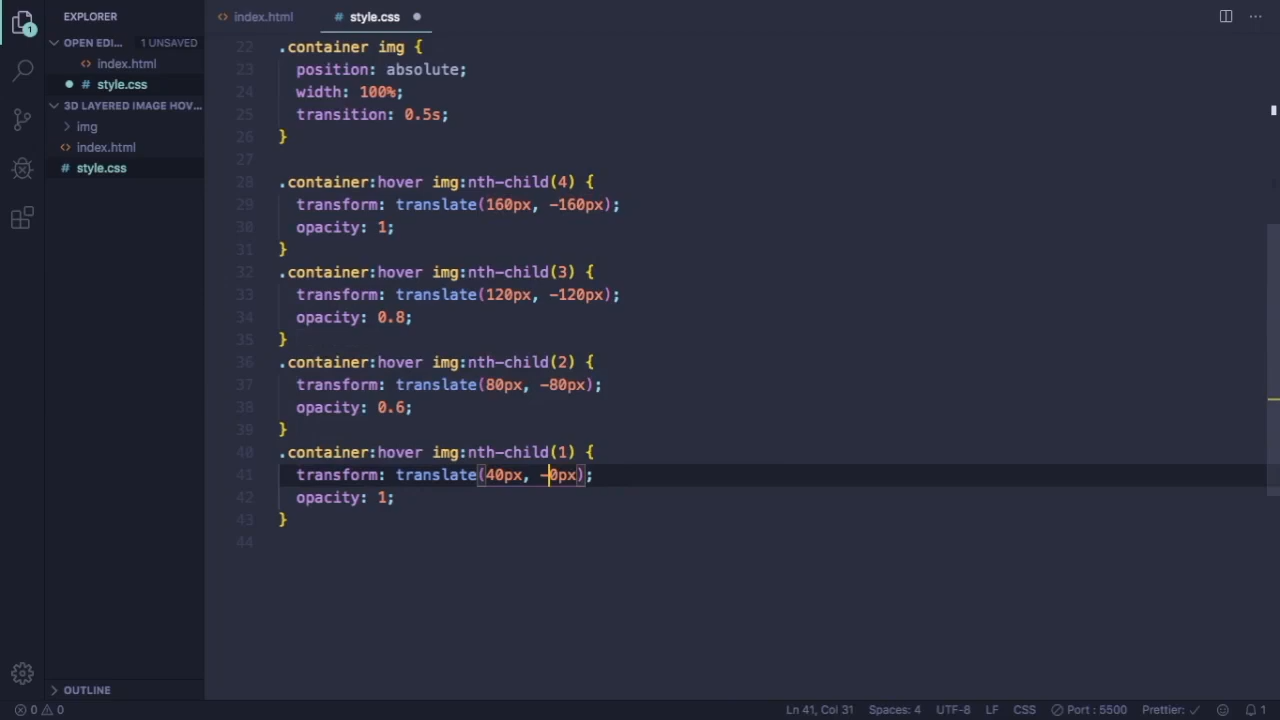 EXPLORER
<> index.html
# style.css
OPEN EDI... 1 UNSAVED
<> index.html
# style.css
3D LAYERED IMAGE HOV...
img
<> index.html
# style.css
22 .container img {
23 position: absolute;
24 width: 100%;
25 transition: 0.5s;
26 }
27
28 .container:hover img:nth-child(4) {
29 transform: translate(160px, -160px);
30 opacity: 1;
31 }
32 .container:hover img:nth-child(3) {
33 transform: translate(120px, -120px);
34 opacity: 0.8;
35 }
36 .container:hover img:nth-child(2) {
37 transform: translate(80px, -80px);
38 opacity: 0.6;
39 }
40 .container:hover img:nth-child(1) {
41 transform: translate(40px, -0px);
42 opacity: 1;
43 }
44
1
OUTLINE
0 0 Ln 41, Col 31 Spaces: 4 UTF-8 LF CSS Port : 5500 Prettier: ✓ 1